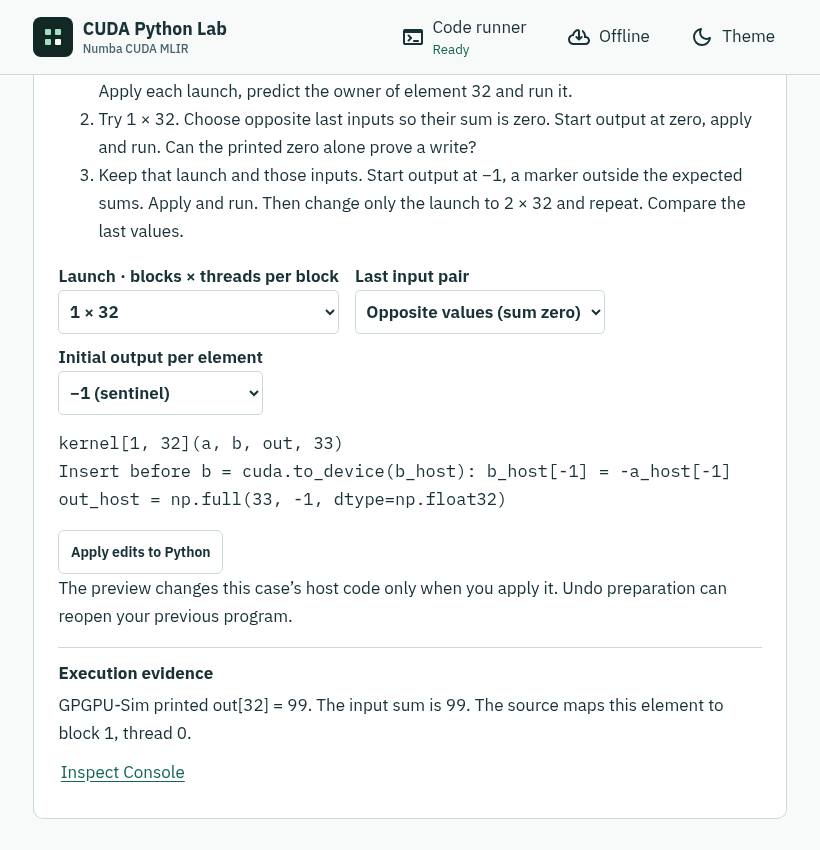 CUDA Python Lab
Numba CUDA MLIR
Code runner
Ready
Offline
Theme
Apply each launch, predict the owner of element 32 and run it.
2. Try 1 × 32. Choose opposite last inputs so their sum is zero. Start output at zero, apply
and run. Can the printed zero alone prove a write?
3. Keep that launch and those inputs. Start output at −1, a marker outside the expected
sums. Apply and run. Then change only the launch to 2 × 32 and repeat. Compare the
last values.
Launch · blocks × threads per block
Last input pair
1 × 32
Opposite values (sum zero)
Initial output per element
−1 (sentinel)
kernel[1, 32](a, b, out, 33)
Insert before b = cuda.to_device(b_host): b_host[-1] = -a_host[-1]
out_host = np.full(33, -1, dtype=np.float32)
Apply edits to Python
The preview changes this case’s host code only when you apply it. Undo preparation can
reopen your previous program.
Execution evidence
GPGPU-Sim printed out[32] = 99. The input sum is 99. The source maps this element to
block 1, thread 0.
Inspect Console